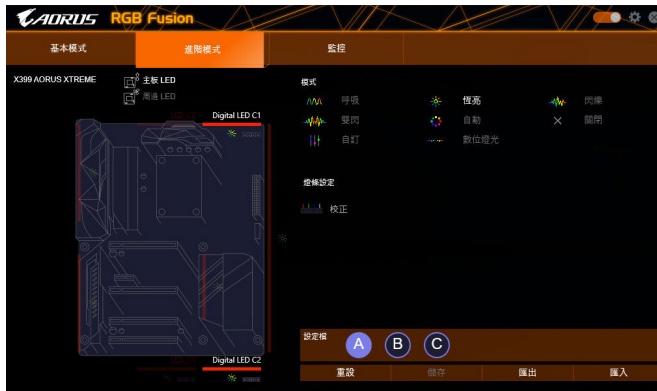 AORUS RGB Fusion
基本模式 進階模式 監控
X399 AORUS XTREME
主板 LED
周邊 LED
Digital LED C1
模式
呼吸 恆亮 閃爍
雙閃 自動 關閉
自訂 數位燈光
燈條設定
校正
設定檔 A B C
Digital LED C2
重設 儲存 匯出 匯入